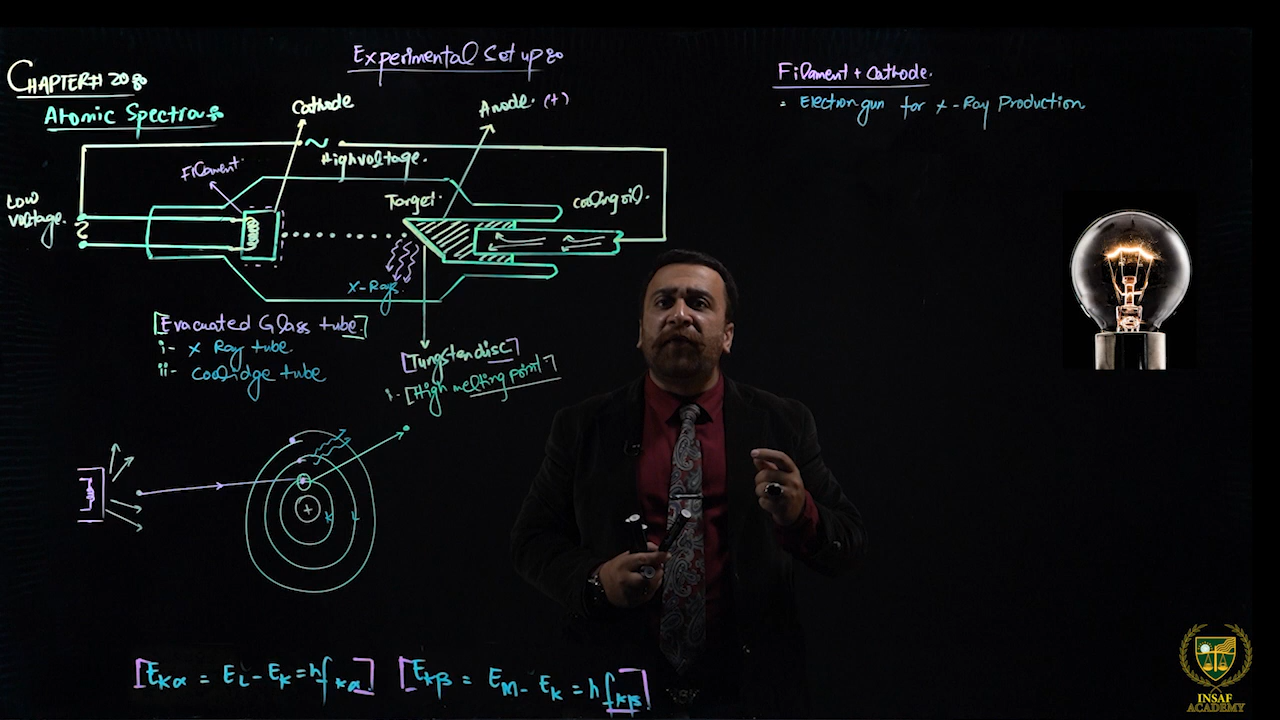 Experimental Set up
CHAPTER# 20
Atomic Spectra
Cathode
Anode (+)
~
High voltage.
Filament
Low
voltage.
Target
Cooling oil.
X-Rays
[Evacuated Glass tube]
i- X Ray tube
ii- Coolidge tube
[Tungsten disc]
i- [High melting point]
+
K
L
[EKα = EL - EK = hfKα] [EKβ = EM - EK = hfKβ]
Filament + Cathode.
= Electron gun for X-Ray Production
INSAF
ACADEMY